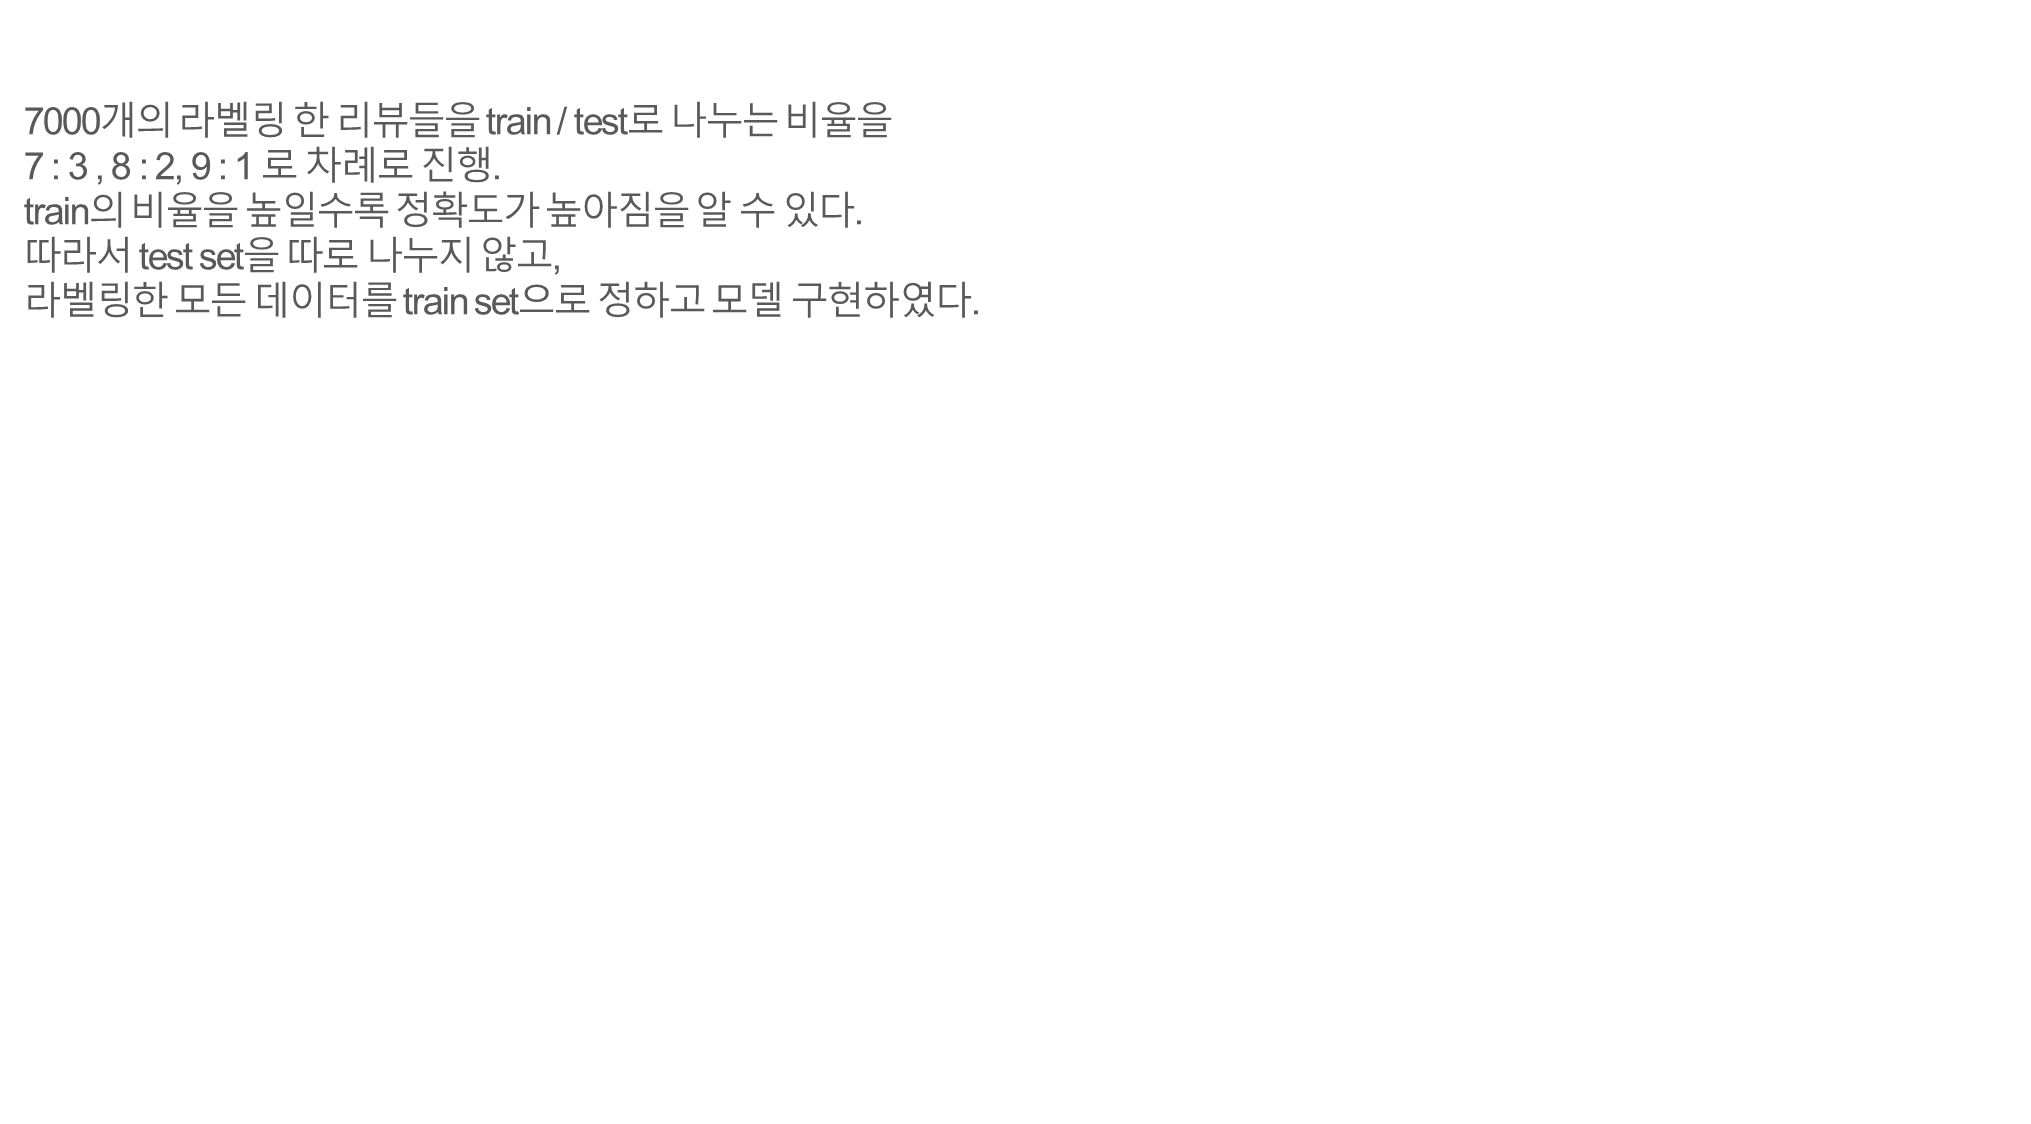 7000개의 라벨링 한 리뷰들을 train / test로 나누는 비율을
7 : 3 , 8 : 2, 9 : 1 로 차례로 진행.
train의 비율을 높일수록 정확도가 높아짐을 알 수 있다.
따라서 test set을 따로 나누지 않고,
라벨링한 모든 데이터를 train set으로 정하고 모델 구현하였다.